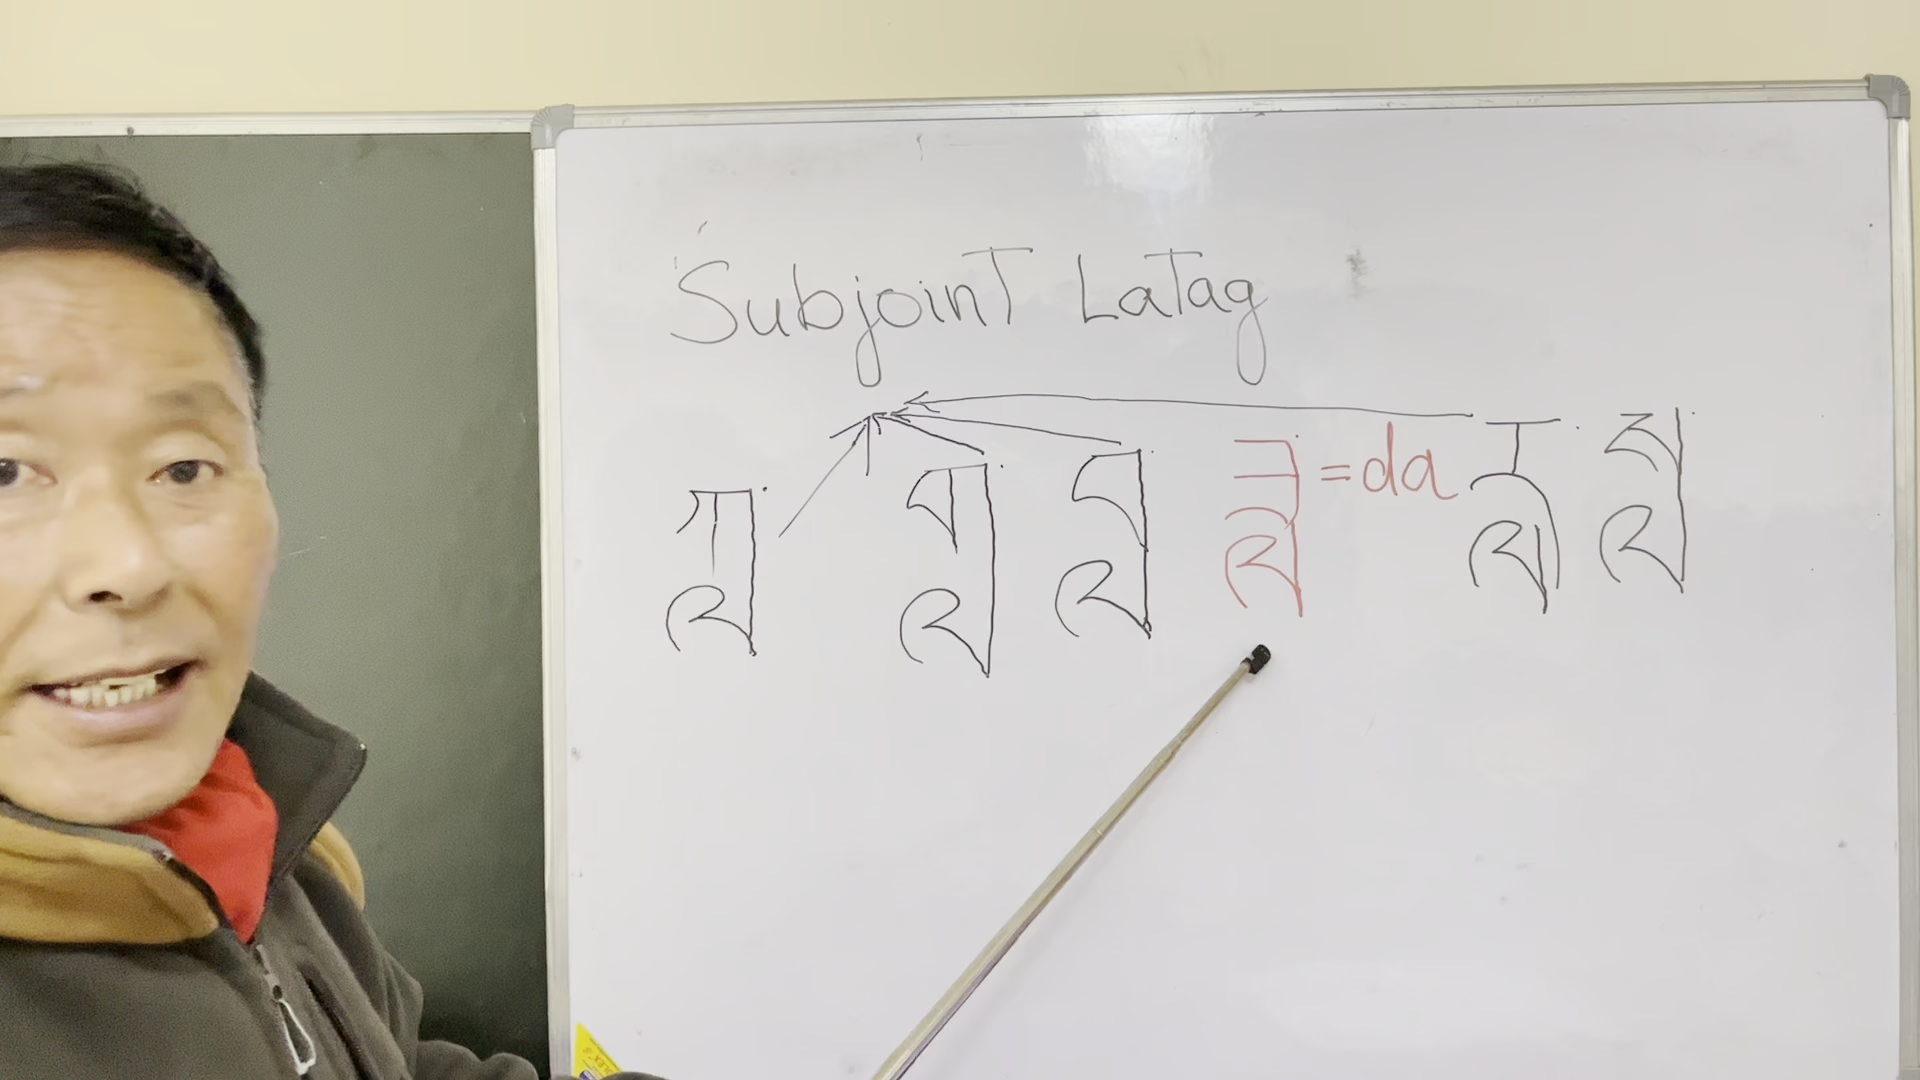 Subjoint Latag
ཀླ་ གླ་ བླ་ ཟླ་ = da རླ་ སླ་